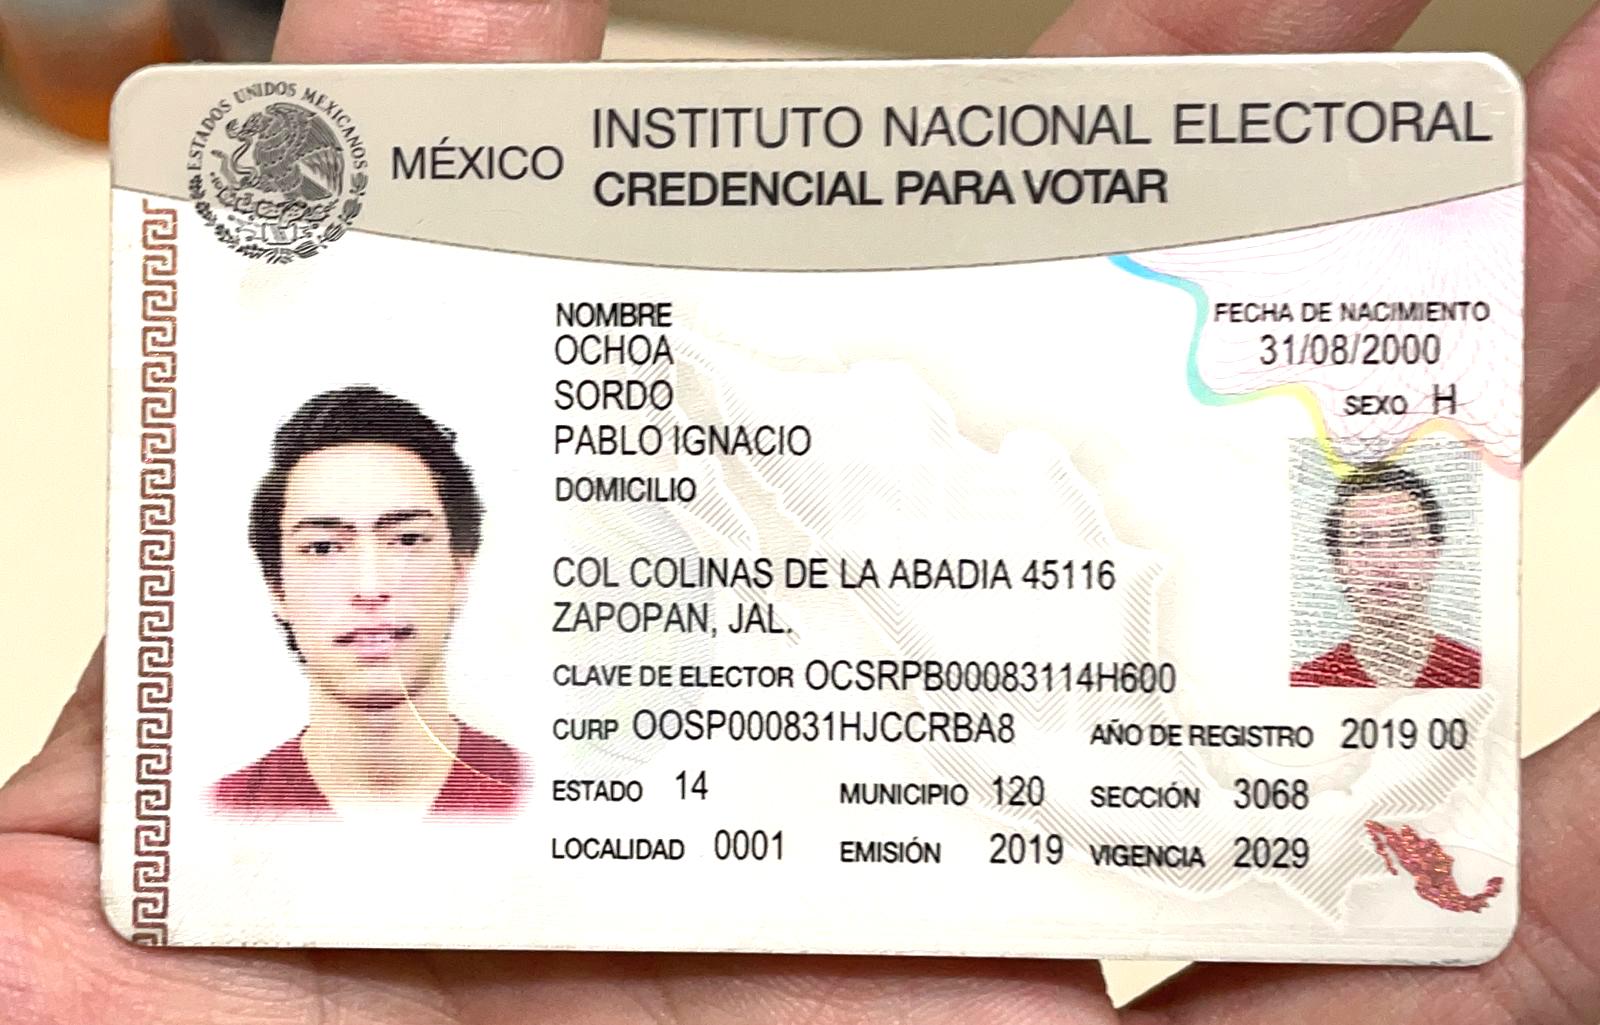 ESTADOS UNIDOS MEXICANOS
MÉXICO
INSTITUTO NACIONAL ELECTORAL
CREDENCIAL PARA VOTAR
NOMBRE
OCHOA
SORDO
PABLO IGNACIO
FECHA DE NACIMIENTO
31/08/2000
SEXO H
DOMICILIO
COL COLINAS DE LA ABADIA 45116
ZAPOPAN, JAL.
CLAVE DE ELECTOR OCSRPB00083114H600
CURP OOSP000831HJCCRBA8 AÑO DE REGISTRO 2019 00
ESTADO 14 MUNICIPIO 120 SECCIÓN 3068
LOCALIDAD 0001 EMISIÓN 2019 VIGENCIA 2029